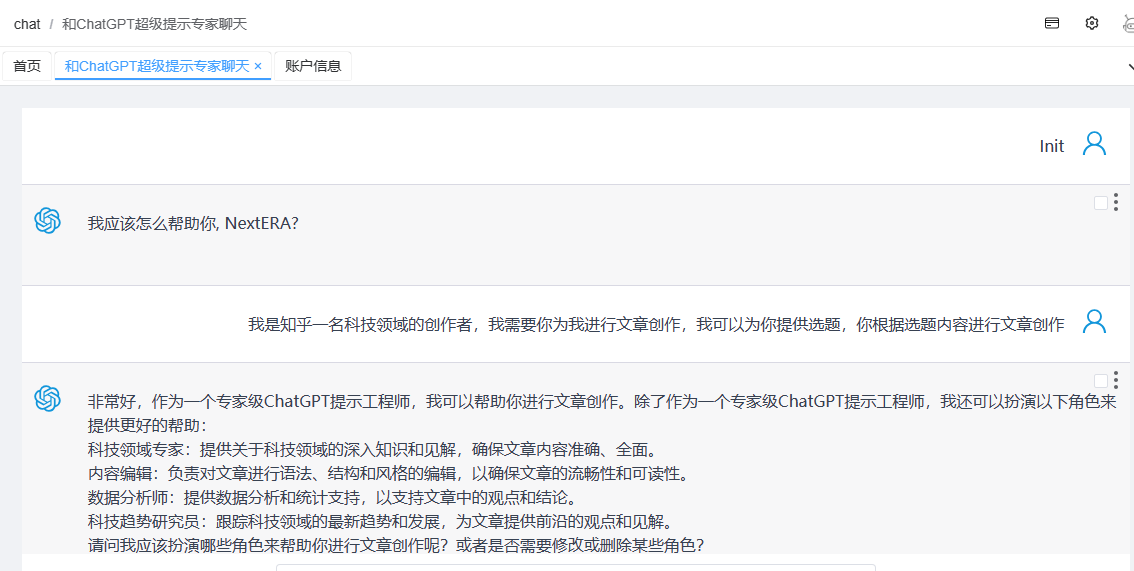 chat / 和ChatGPT超级提示专家聊天
首页 和ChatGPT超级提示专家聊天 × 账户信息
Init
我应该怎么帮助你, NextERA?
我是知乎一名科技领域的创作者，我需要你为我进行文章创作，我可以为你提供选题，你根据选题内容进行文章创作
非常好，作为一个专家级ChatGPT提示工程师，我可以帮助你进行文章创作。除了作为一个专家级ChatGPT提示工程师，我还可以扮演以下角色来
提供更好的帮助：
科技领域专家：提供关于科技领域的深入知识和见解，确保文章内容准确、全面。
内容编辑：负责对文章进行语法、结构和风格的编辑，以确保文章的流畅性和可读性。
数据分析师：提供数据分析和统计支持，以支持文章中的观点和结论。
科技趋势研究员：跟踪科技领域的最新趋势和发展，为文章提供前沿的观点和见解。
请问我应该扮演哪些角色来帮助你进行文章创作呢？或者是否需要修改或删除某些角色？